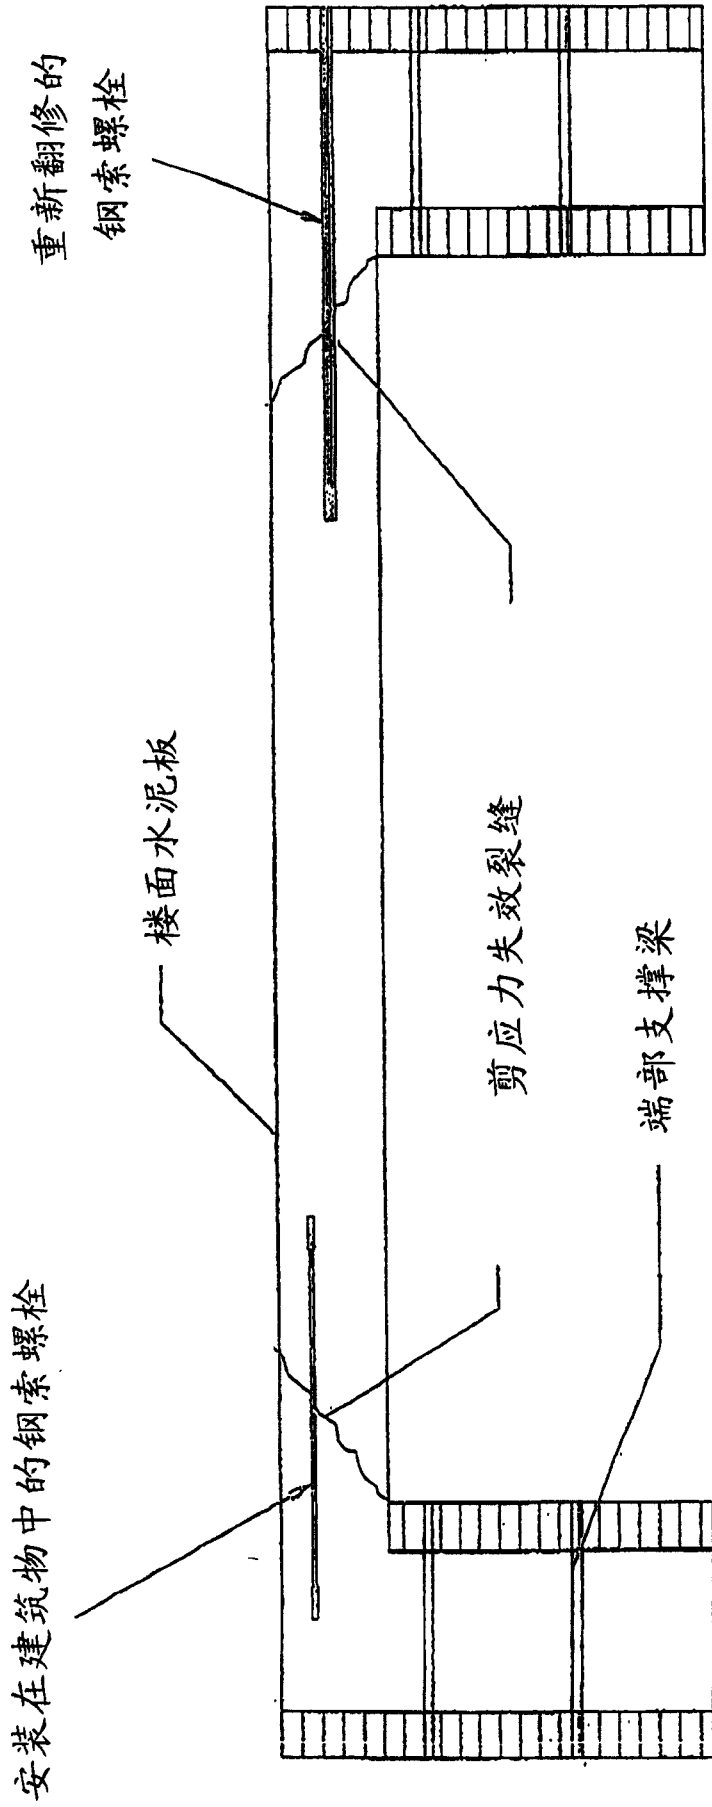 安装在建筑物中的钢索螺栓
楼面水泥板
重新翻修的
钢索螺栓
剪应力失效裂缝
端部支撑梁